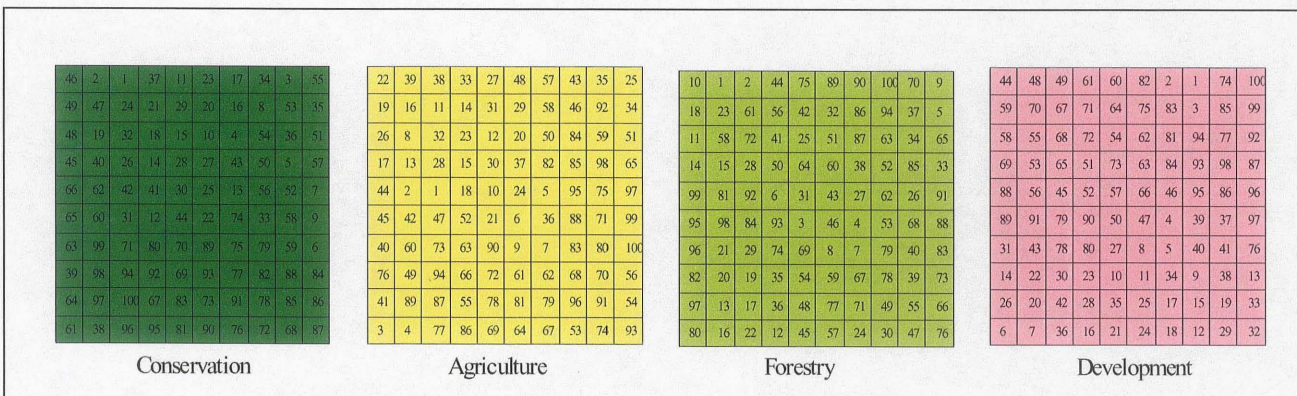 46 2 1 37 11 23 17 34 3 55
49 47 24 21 29 20 16 8 53 35
48 19 32 18 15 10 4 54 36 51
45 40 26 14 28 27 43 50 5 57
66 62 42 41 30 25 13 56 52 7
65 60 31 12 44 22 74 33 58 9
63 99 71 80 70 89 75 79 59 6
39 98 94 92 69 93 77 82 88 84
64 97 100 67 83 73 91 78 85 86
61 38 96 95 81 90 76 72 68 87
Conservation
22 39 38 33 27 48 57 43 35 25
19 16 11 14 31 29 58 46 92 34
26 8 32 23 12 20 50 84 59 51
17 13 28 15 30 37 82 85 98 65
44 2 1 18 10 24 5 95 75 97
45 42 47 52 21 6 36 88 71 99
40 60 73 63 90 9 7 83 80 100
76 49 94 66 72 61 62 68 70 56
41 89 87 55 78 81 79 96 91 54
3 4 77 86 69 64 67 53 74 93
Agriculture
10 1 2 44 75 89 90 100 70 9
18 23 61 56 42 32 86 94 37 5
11 58 72 41 25 51 87 63 34 65
14 15 28 50 64 60 38 52 85 33
99 81 92 6 31 43 27 62 26 91
95 98 84 93 3 46 4 53 68 88
96 21 29 74 69 8 7 79 40 83
82 20 19 35 54 59 67 78 39 73
97 13 17 36 48 77 71 49 55 66
80 16 22 12 45 57 24 30 47 76
Forestry
44 48 49 61 60 82 2 1 74 100
59 70 67 71 64 75 83 3 85 99
58 55 68 72 54 62 81 94 77 92
69 53 65 51 73 63 84 93 98 87
88 56 45 52 57 66 46 95 86 96
89 91 79 90 50 47 4 39 37 97
31 43 78 80 27 8 5 40 41 76
14 22 30 23 10 11 34 9 38 13
26 20 42 28 35 25 17 15 19 33
6 7 36 16 21 24 18 12 29 32
Development